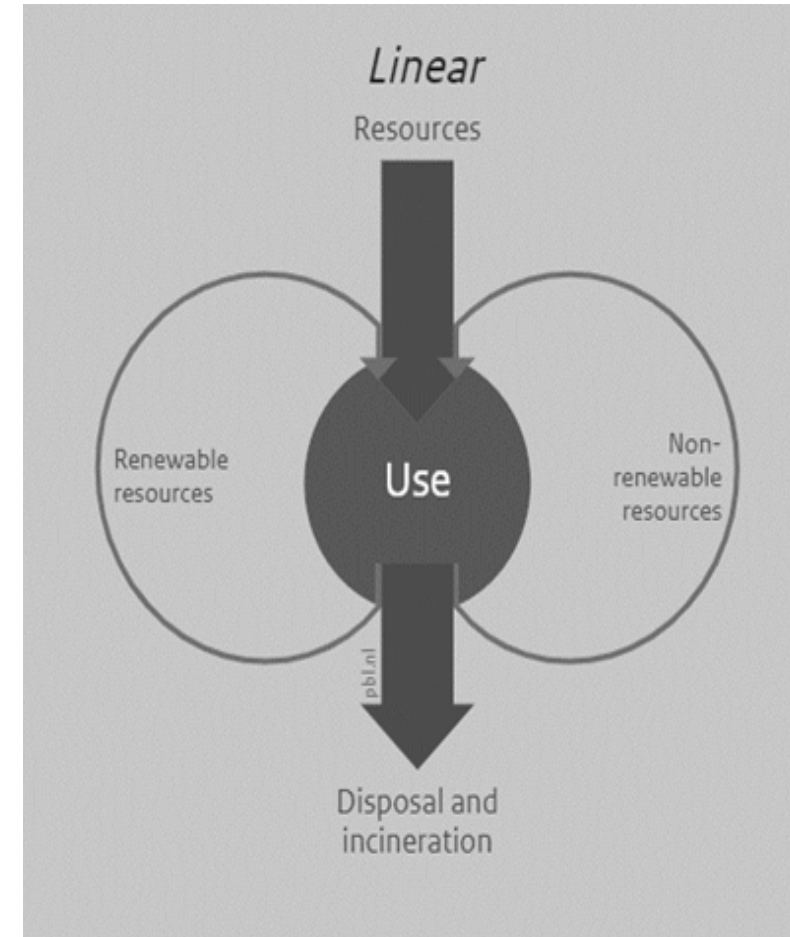 Linear
Resources
Renewable
resources
Non-
renewable
resources
Use
pbl.nl
Disposal and
incineration